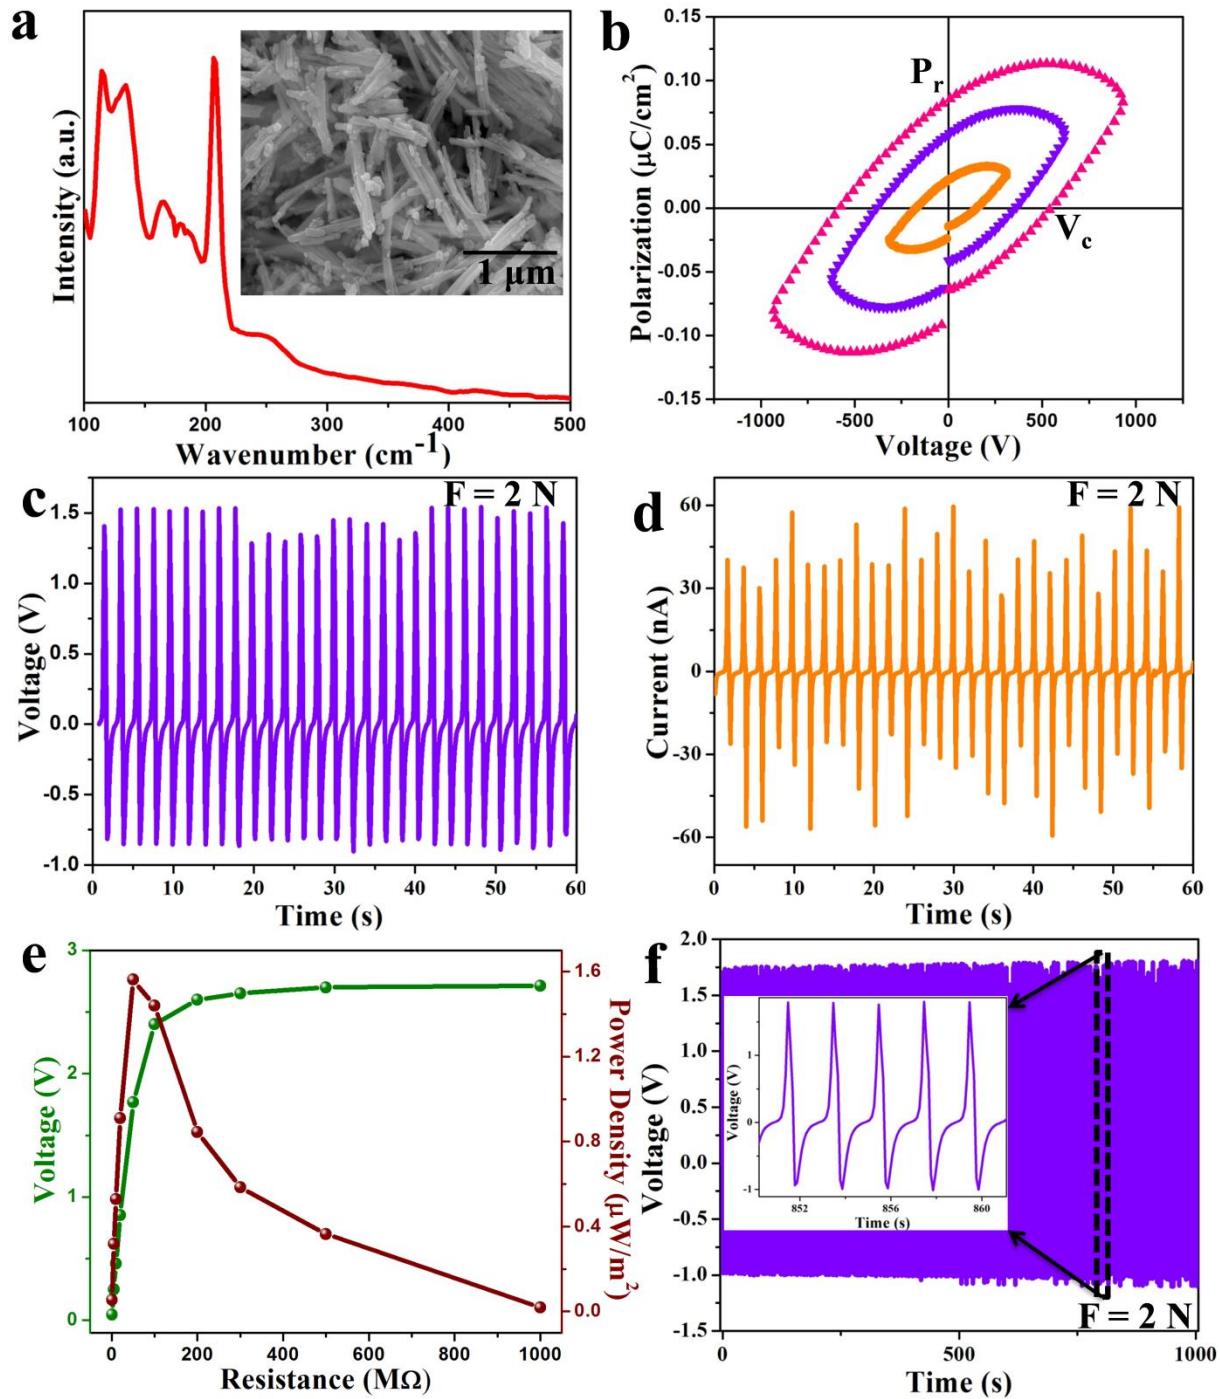 a
Intensity (a.u.)
1 μm
100 200 300 400 500
Wavenumber (cm-1)
b
Polarization (μC/cm2)
0.15
0.10
0.05
0.00
-0.05
-0.10
-0.15
Pr
Vc
-1000 -500 0 500 1000
Voltage (V)
c
F = 2 N
Voltage (V)
1.5
1.0
0.5
0.0
-0.5
-1.0
0 10 20 30 40 50 60
Time (s)
d
F = 2 N
Current (nA)
60
30
0
-30
-60
0 10 20 30 40 50 60
Time (s)
e
Voltage (V)
3
2
1
0
Power Density (μW/m2)
1.6
1.2
0.8
0.4
0.0
0 200 400 600 800 1000
Resistance (MΩ)
f
Voltage (V)
2.0
1.5
1.0
0.5
0.0
-0.5
-1.0
-1.5
Voltage (V)
1
0
-1
852 856 860
Time (s)
F = 2 N
0 500 1000
Time (s)